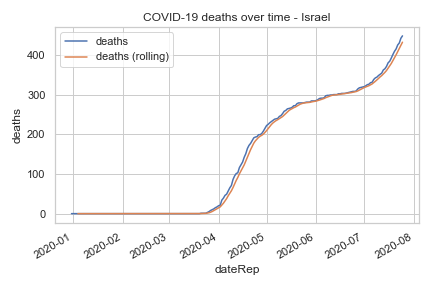 COVID-19 deaths over time - Israel
deaths
deaths (rolling)
deaths
400
300
200
100
0
2020-01
2020-02
2020-03
2020-04
2020-05
2020-06
2020-07
2020-08
dateRep